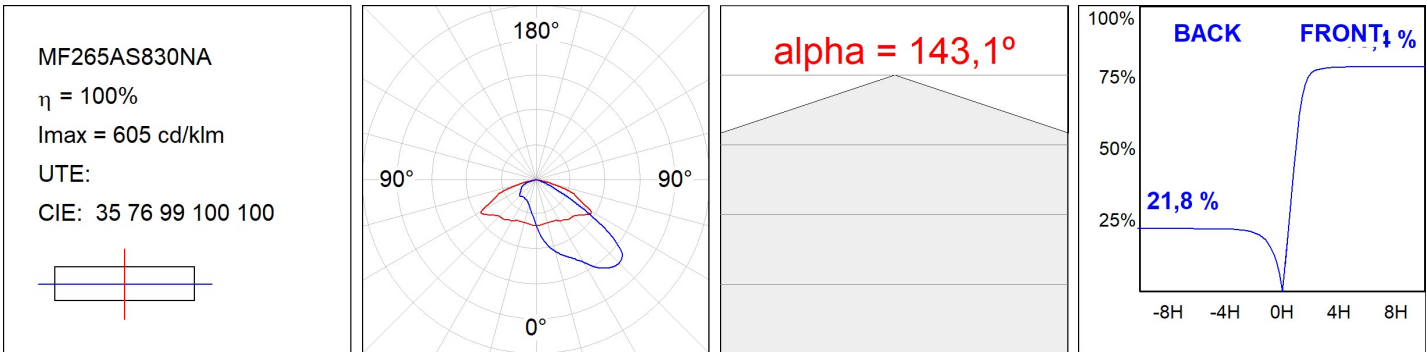 MF265AS830NA
η = 100%
Imax = 605 cd/klm
UTE:
CIE: 35 76 99 100 100
180°
90° 90°
0°
alpha = 143,1º
100%
BACK FRONT
75%
50%
21,8 %
25%
-8H -4H 0H 4H 8H